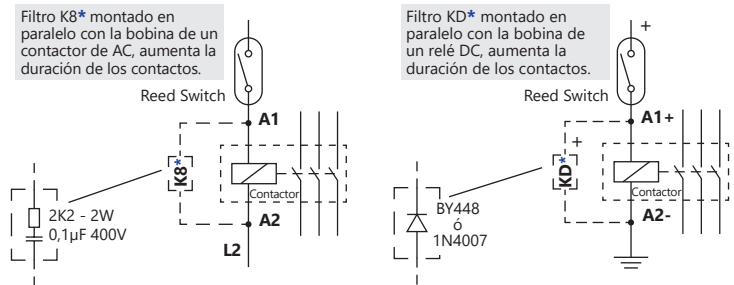 Filtro K8* montado en
paralelo con la bobina de un
contactor de AC, aumenta la
duración de los contactos.
Reed Switch
A1
K8*
Contactor
2K2 - 2W
0,1µF 400V
A2
L2
Filtro KD* montado en
paralelo con la bobina de
un relé DC, aumenta la
duración de los contactos.
+
Reed Switch
A1+
+
KD*
Contactor
BY448
ó
1N4007
A2-